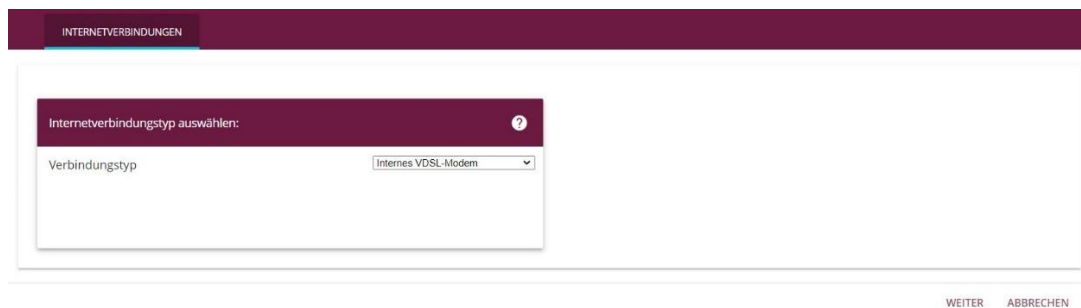 INTERNETVERBINDUNGEN
Internetverbindungstyp auswählen:
?
Verbindungstyp Internes VDSL-Modem
WEITER ABBRECHEN